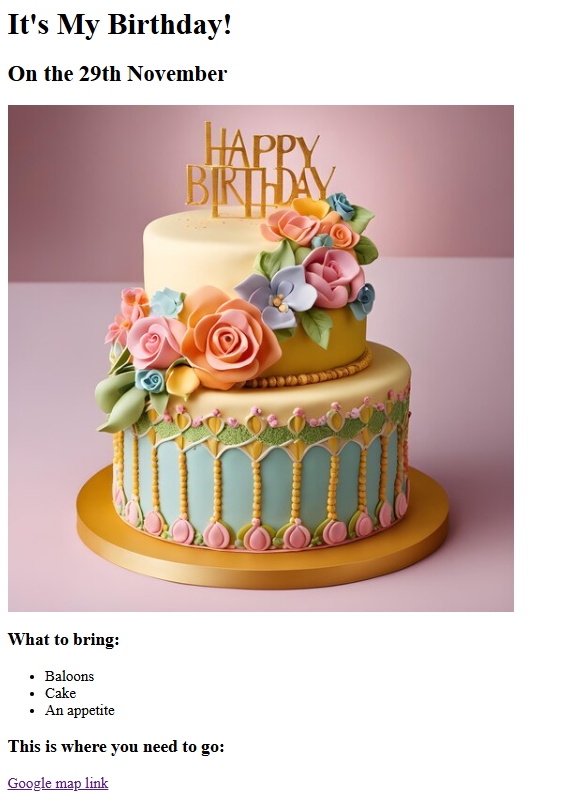 It's My Birthday!
On the 29th November
HAPPY
BIRTHDAY
What to bring:
Baloons
Cake
An appetite
This is where you need to go:
Google map link